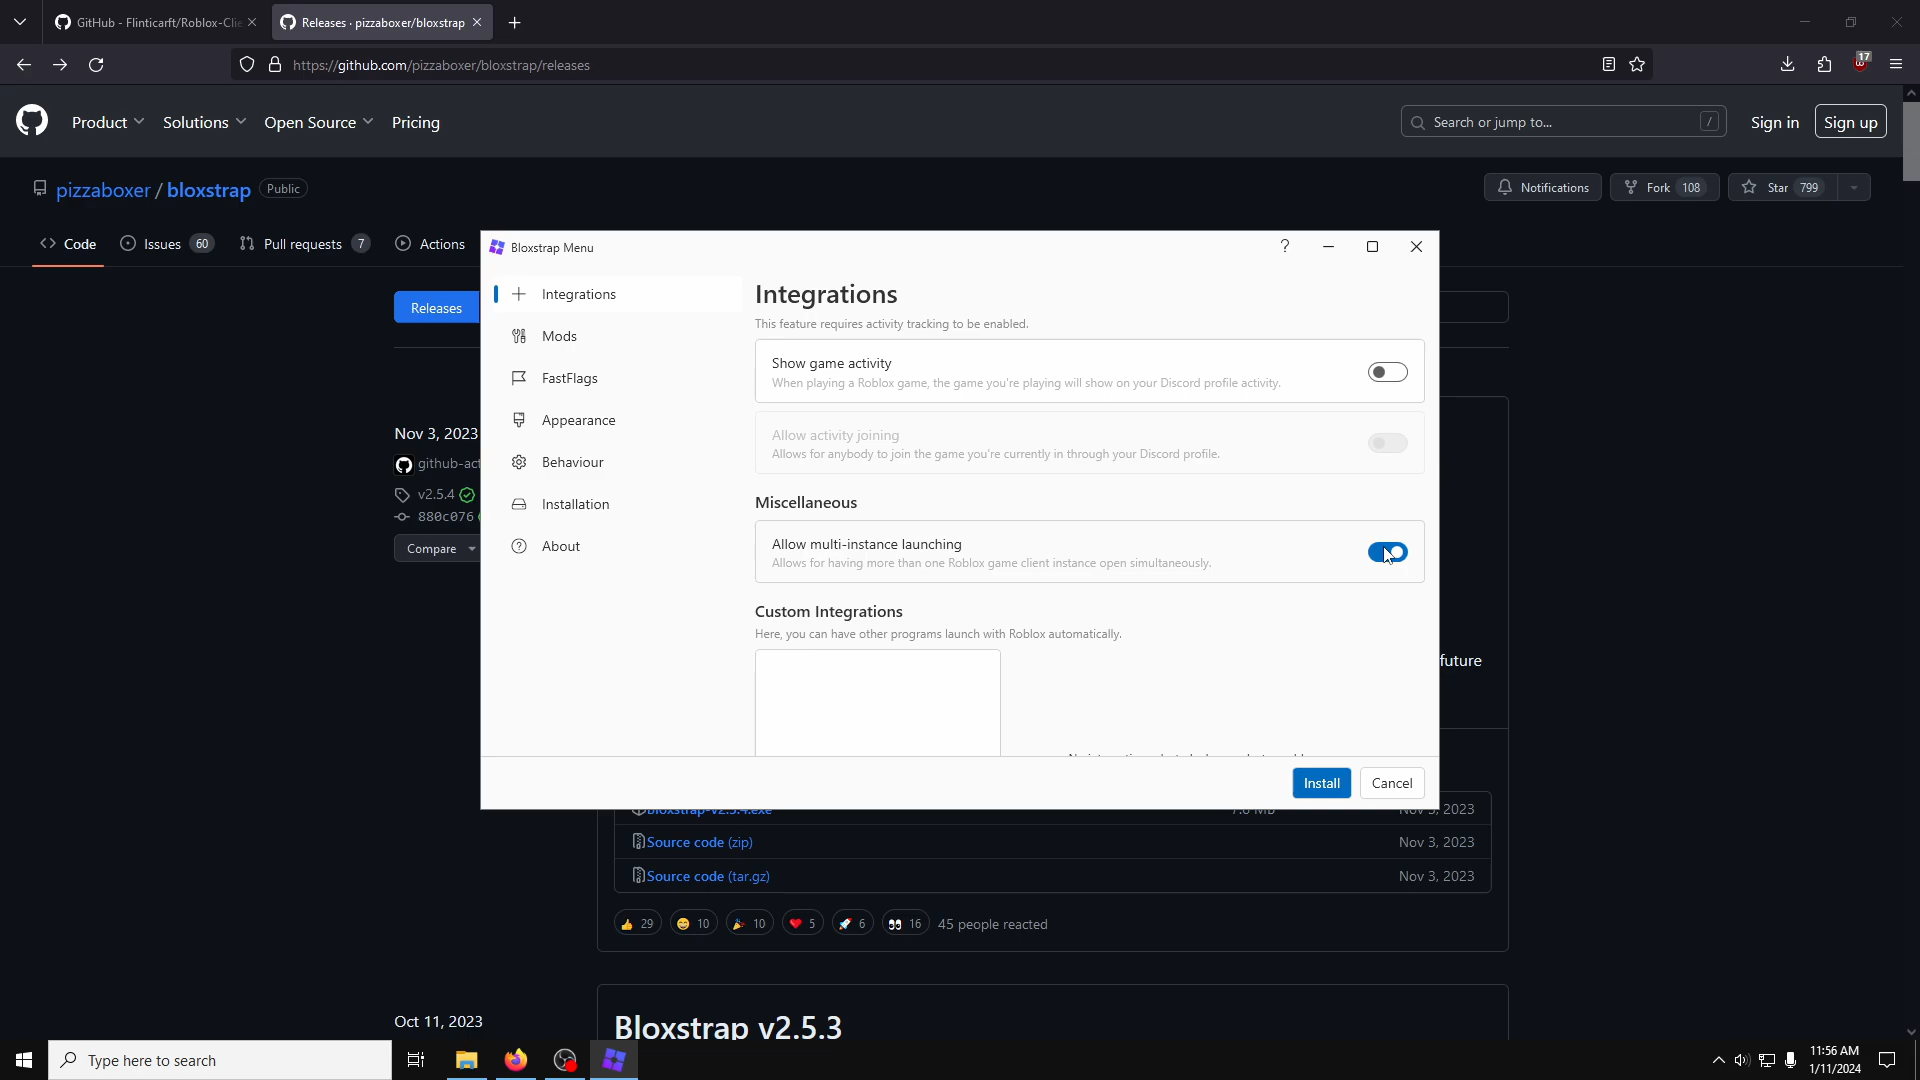 GitHub - Flinticarft/Roblox-Clie
Releases · pizzaboxer/bloxstrap
https://github.com/pizzaboxer/bloxstrap/releases
17
Product
Solutions
Open Source
Pricing
Search or jump to...
/
Sign in
Sign up
pizzaboxer / bloxstrap
Public
Notifications
Fork 108
Star 799
Code
Issues 60
Pull requests 7
Actions
Releases
Nov 3, 2023
github-act
v2.5.4
880c076
Compare
Bloxstrap Menu
?
Integrations
Mods
FastFlags
Appearance
Behaviour
Installation
About
Integrations
This feature requires activity tracking to be enabled.
Show game activity
When playing a Roblox game, the game you're playing will show on your Discord profile activity.
Allow activity joining
Allows for anybody to join the game you're currently in through your Discord profile.
Miscellaneous
Allow multi-instance launching
Allows for having more than one Roblox game client instance open simultaneously.
Custom Integrations
Here, you can have other programs launch with Roblox automatically.
Install
Cancel
future
Bloxstrap-v2.5.4.exe
7.6 MB
Nov 3, 2023
Source code (zip)
Nov 3, 2023
Source code (tar.gz)
Nov 3, 2023
29
10
10
5
6
16
45 people reacted
Oct 11, 2023
Bloxstrap v2.5.3
Type here to search
11:56 AM
1/11/2024